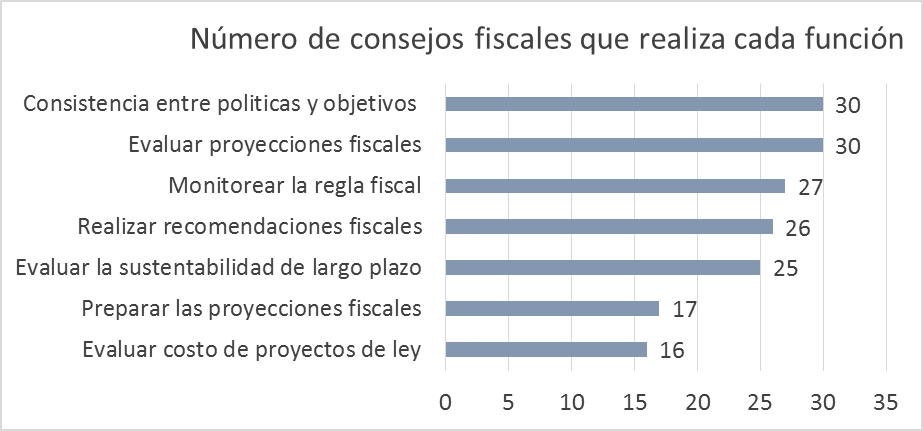 Número de consejos fiscales que realiza cada función
Consistencia entre politicas y objetivos 30
Evaluar proyecciones fiscales 30
Monitorear la regla fiscal 27
Realizar recomendaciones fiscales 26
Evaluar la sustentabilidad de largo plazo 25
Preparar las proyecciones fiscales 17
Evaluar costo de proyectos de ley 16
0 5 10 15 20 25 30 35